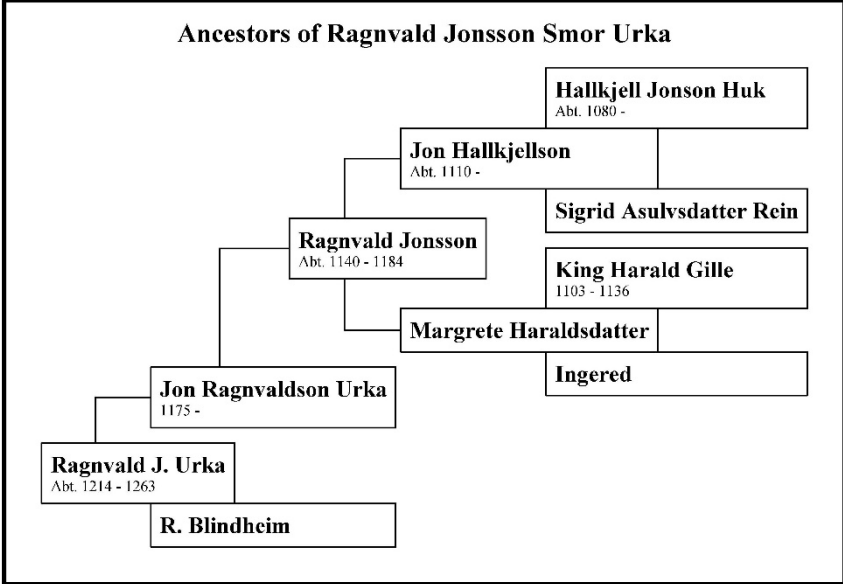 Ancestors of Ragnvald Jonsson Smor Urka
Hallkjell Jonson Huk
Abt. 1080 -
Jon Hallkjellson
Abt. 1110 -
Sigrid Asulvsdatter Rein
Ragnvald Jonsson
Abt. 1140 - 1184
King Harald Gille
1103 - 1136
Margrete Haraldsdatter
Ingered
Jon Ragnvaldson Urka
1175 -
Ragnvald J. Urka
Abt. 1214 - 1263
R. Blindheim